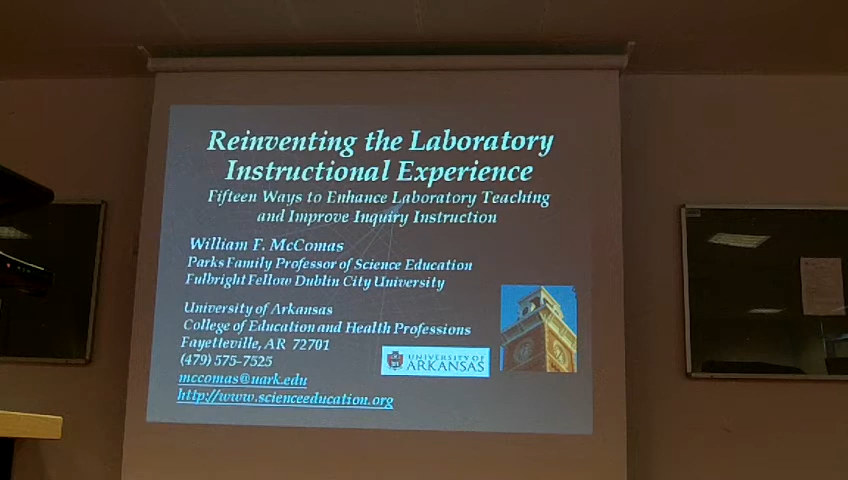 Reinventing the Laboratory
Instructional Experience
Fifteen Ways to Enhance Laboratory Teaching
and Improve Inquiry Instruction
William F. McComas
Parks Family Professor of Science Education
Fulbright Fellow Dublin City University
University of Arkansas
College of Education and Health Professions
Fayetteville, AR 72701
(479) 575-7525
mccomas@uark.edu
http://www.scienceeducation.org
UNIVERSITY OF
ARKANSAS